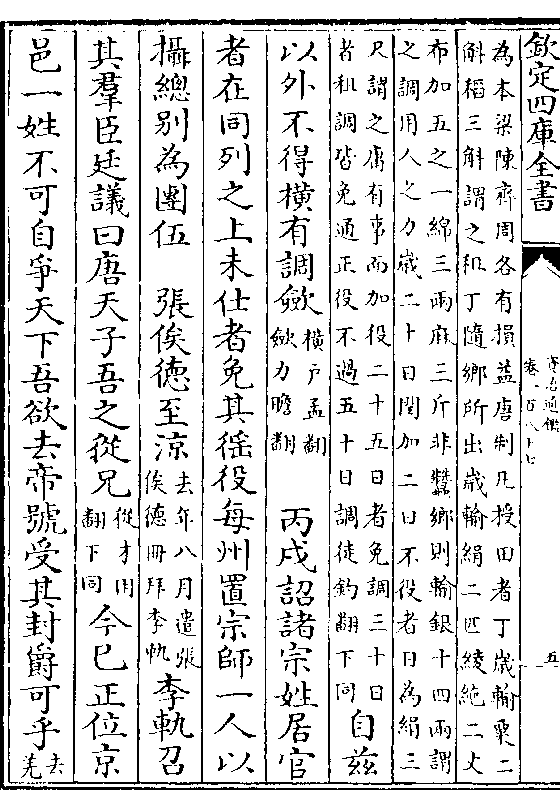 欽定四庫全書
資治通鑑
卷一百八十七
五
為本梁陳齊周各有損益唐制凡授田者丁歲輸粟二
斛稻三斛謂之租丁隨鄉所出歲輸絹二匹綾絁二丈
布加五之一綿三兩麻三斤非蠶鄉則輸銀十四兩謂
之調用人之力歲二十日閏加二日不役者日為絹三
尺謂之庸有事而加役二十五日者免調三十日
者租調皆免通正役不過五十日調徒釣翻下同
自兹
以外不得橫有調斂
橫户孟翻
斂力贍翻
丙戌詔諸宗姓居官
者在同列之上未仕者免其徭役每州置宗師一人以
攝總别為團伍　張俟德至涼
去年八月遣張
俟德冊拜李軌
李軌召
其羣臣廷議曰唐天子吾之從兄
從才用
翻下同
今已正位京
邑一姓不可自爭天下吾欲去帝號受其封爵可乎
去
羌